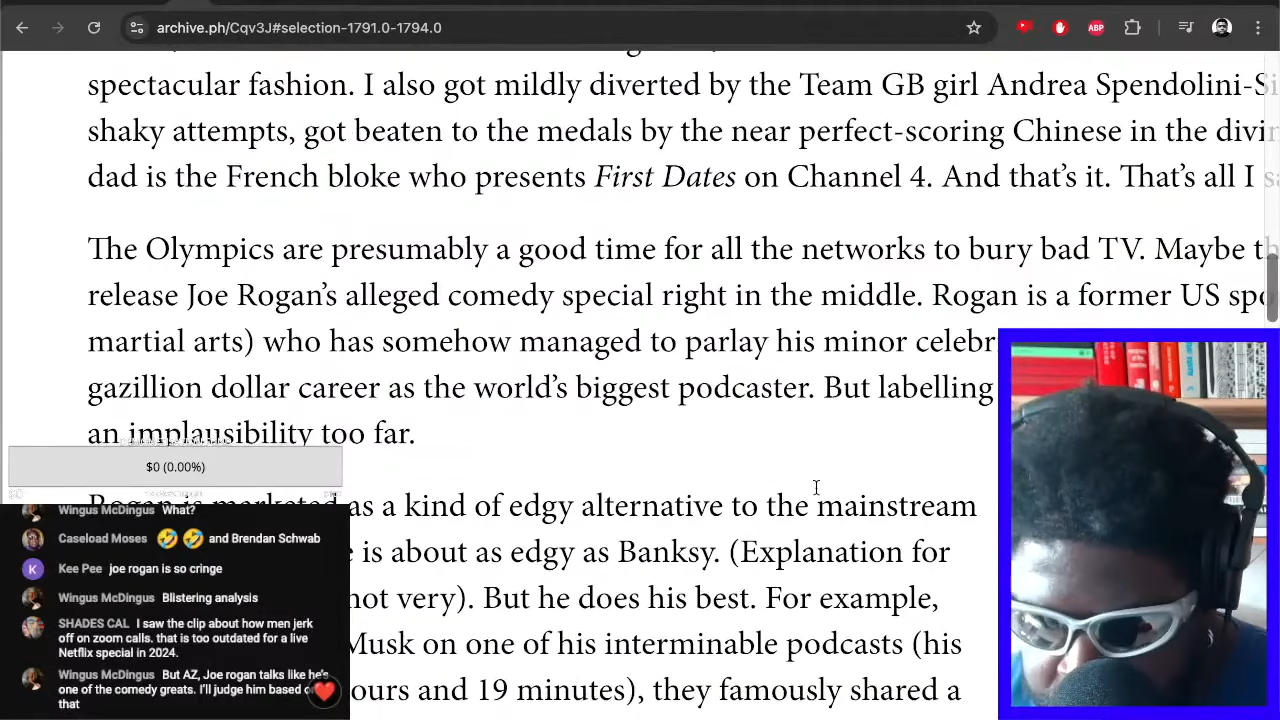 archive.ph/Cqv3J#selection-1791.0-1794.0
ABP
spectacular fashion. I also got mildly diverted by the Team GB girl Andrea Spendolini-Si
shaky attempts, got beaten to the medals by the near perfect-scoring Chinese in the divin
dad is the French bloke who presents First Dates on Channel 4. And that’s it. That’s all I s
The Olympics are presumably a good time for all the networks to bury bad TV. Maybe th
release Joe Rogan’s alleged comedy special right in the middle. Rogan is a former US spo
martial arts) who has somehow managed to parlay his minor celebr
gazillion dollar career as the world’s biggest podcaster. But labelling
an implausibility too far.
$0 (0.00%)
Rogan is marketed as a kind of edgy alternative to the mainstream
e is about as edgy as Banksy. (Explanation for
not very). But he does his best. For example,
Musk on one of his interminable podcasts (his
ours and 19 minutes), they famously shared a
Wingus McDingus What?
Caseload Moses 🤣 🤣 and Brendan Schwab
K Kee Pee joe rogan is so cringe
Wingus McDingus Blistering analysis
SHADES CAL I saw the clip about how men jerk
off on zoom calls. that is too outdated for a live
Netflix special in 2024.
Wingus McDingus But AZ, Joe rogan talks like he’s
one of the comedy greats. I’ll judge him based o
that